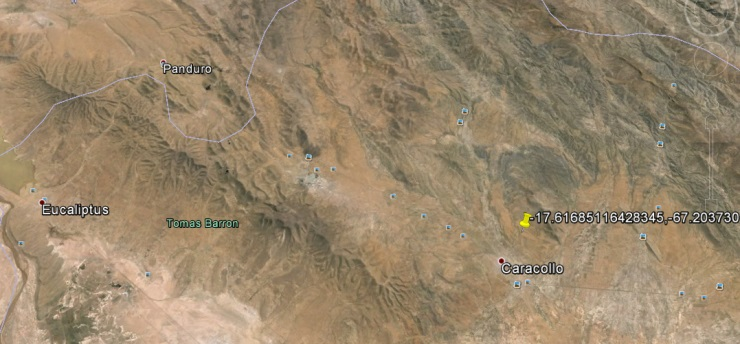 Panduro
Eucaliptus
Tomas Barron
-17,61685116428345,-67.203730
Caracollo